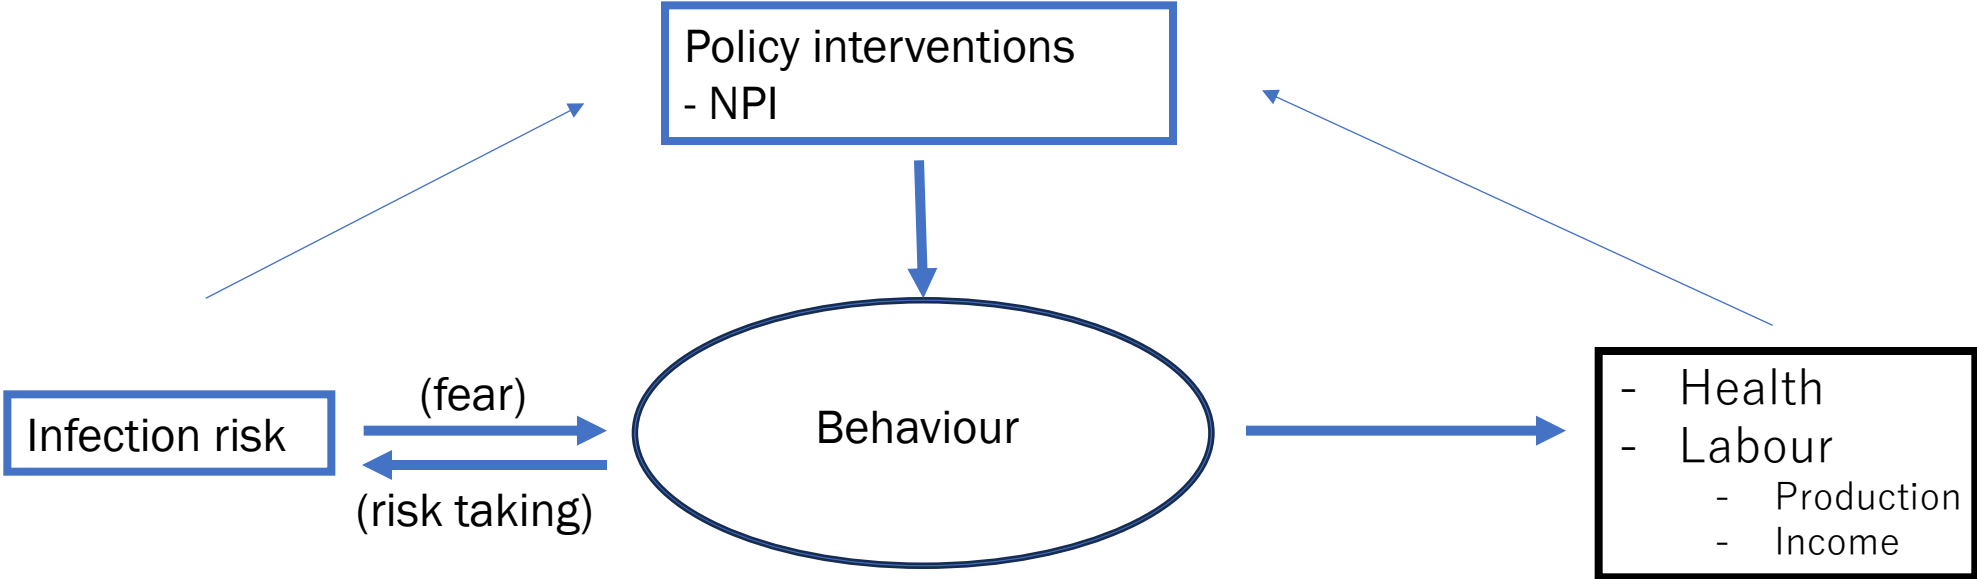 Policy interventions
- NPI
(fear)
Infection risk
(risk taking)
Behaviour
- Health
- Labour
- Production
- Income